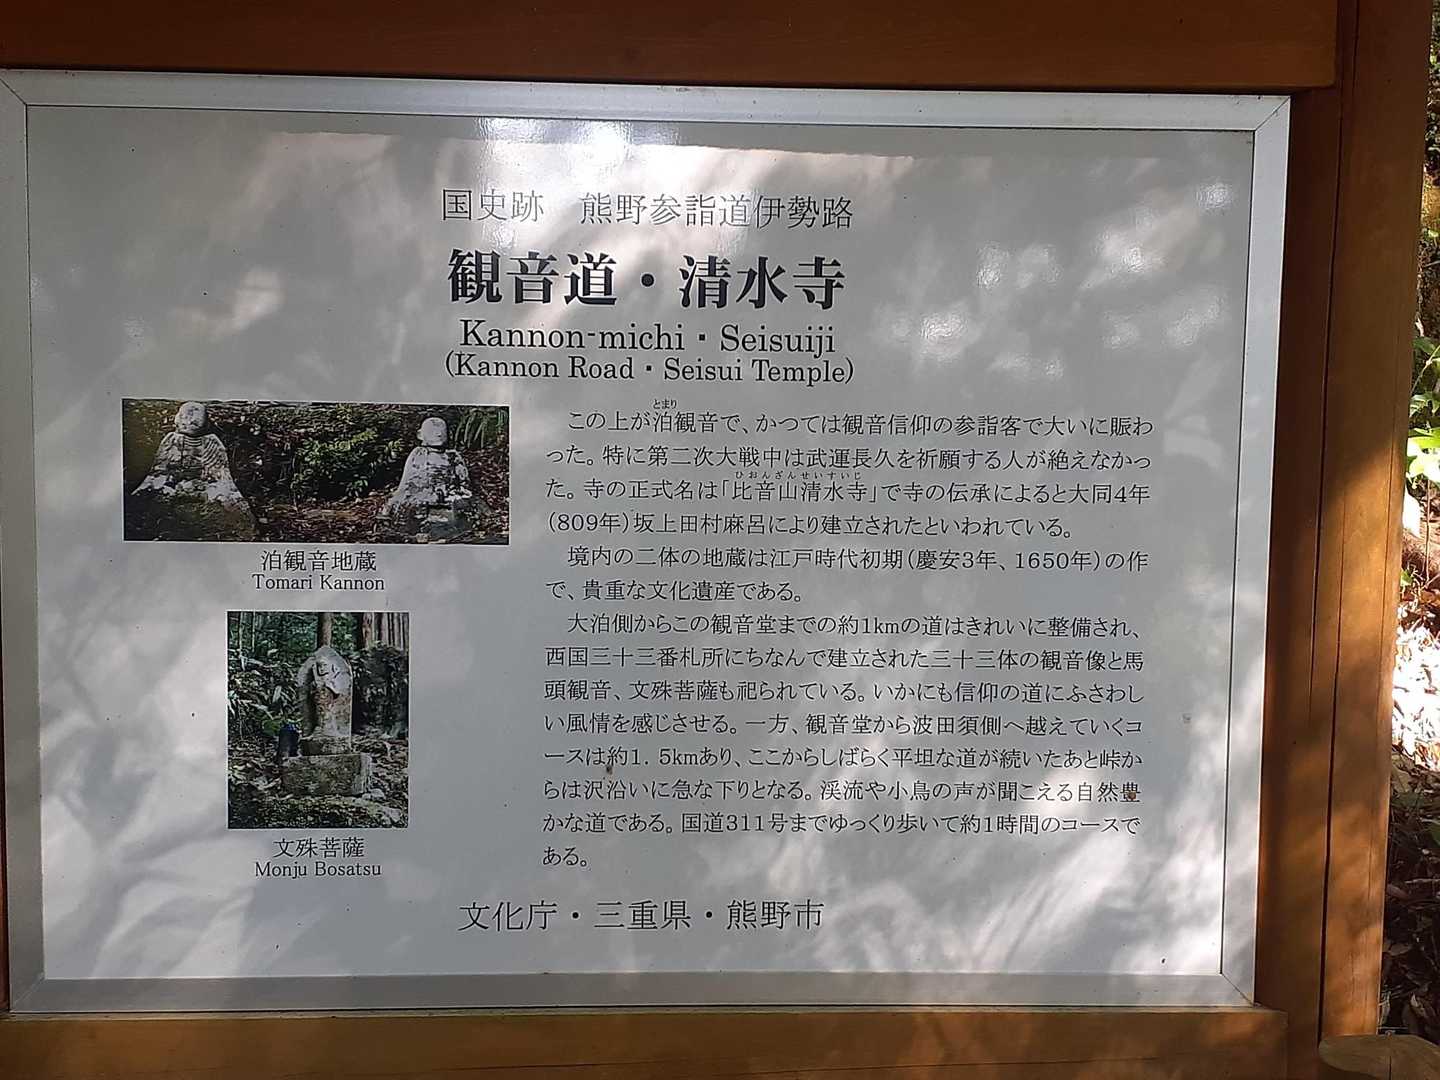 国史跡　熊野参詣道伊勢路
観音道・清水寺
Kannon-michi・Seisuiji
(Kannon Road・Seisui Temple)
泊観音地蔵
Tomari Kannon
文殊菩薩
Monju Bosatsu
とまり
この上が泊観音で、かつては観音信仰の参詣客で大いに賑わ
った。特に第二次大戦中は武運長久を祈願する人が絶えなかっ
ひおんざんせいすいじ
た。寺の正式名は「比音山清水寺」で寺の伝承によると大同4年
（809年）坂上田村麻呂により建立されたといわれている。
境内の二体の地蔵は江戸時代初期（慶安3年、1650年）の作
で、貴重な文化遺産である。
大泊側からこの観音堂までの約1kmの道はきれいに整備され、
西国三十三番札所にちなんで建立された三十三体の観音像と馬
頭観音、文殊菩薩も祀られている。いかにも信仰の道にふさわし
い風情を感じさせる。一方、観音堂から波田須側へ越えていくコ
ースは約1．5kmあり、ここからしばらく平坦な道が続いたあと峠か
らは沢沿いに急な下りとなる。渓流や小鳥の声が聞こえる自然豊
かな道である。国道311号までゆっくり歩いて約1時間のコースで
ある。
文化庁・三重県・熊野市